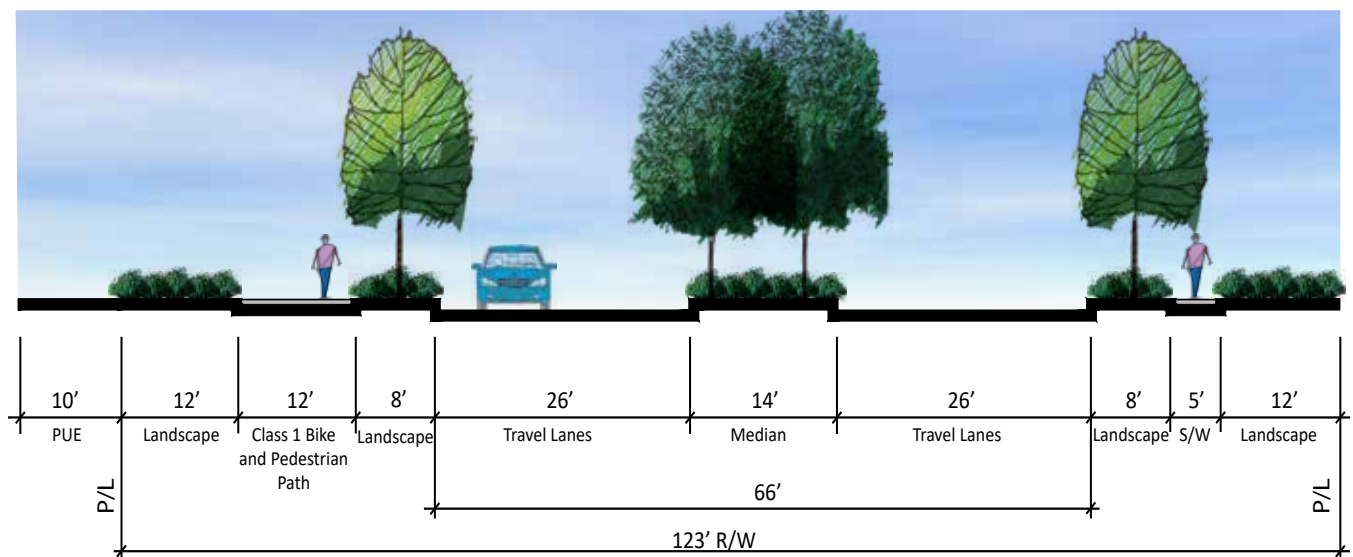 10’ 12’ 12’ 8’ 26’ 14’ 26’ 8’ 5’ 12’
PUE Landscape Class 1 Bike Landscape Travel Lanes Median Travel Lanes Landscape S/W Landscape
and Pedestrian
Path
P/L
66’
P/L
123’ R/W